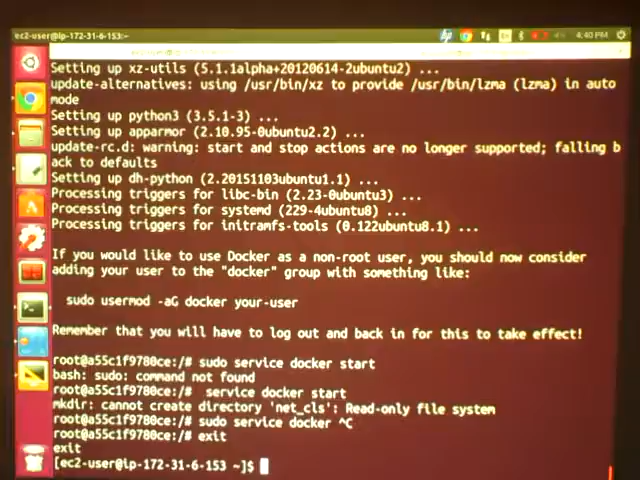 ec2-user@ip-172-31-6-153:~
4:40 PM
Setting up xz-utils (5.1.1alpha+20120614-2ubuntu2) ...
update-alternatives: using /usr/bin/xz to provide /usr/bin/lzma (lzma) in auto
mode
Setting up python3 (3.5.1-3) ...
Setting up apparmor (2.10.95-0ubuntu2.2) ...
update-rc.d: warning: start and stop actions are no longer supported; falling b
ack to defaults
Setting up dh-python (2.20151103ubuntu1.1) ...
Processing triggers for libc-bin (2.23-0ubuntu3) ...
Processing triggers for systemd (229-4ubuntu8) ...
Processing triggers for initramfs-tools (0.122ubuntu8.1) ...
If you would like to use Docker as a non-root user, you should now consider
adding your user to the "docker" group with something like:
sudo usermod -aG docker your-user
Remember that you will have to log out and back in for this to take effect!
root@a55c1f9780ce:/# sudo service docker start
bash: sudo: command not found
root@a55c1f9780ce:/#  service docker start
mkdir: cannot create directory 'net_cls': Read-only file system
root@a55c1f9780ce:/# sudo service docker ^C
root@a55c1f9780ce:/# exit
exit
[ec2-user@ip-172-31-6-153 ~]$